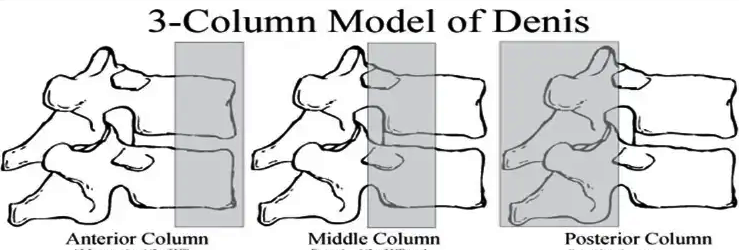 3-Column Model of Denis
Anterior Column
Middle Column
Posterior Column